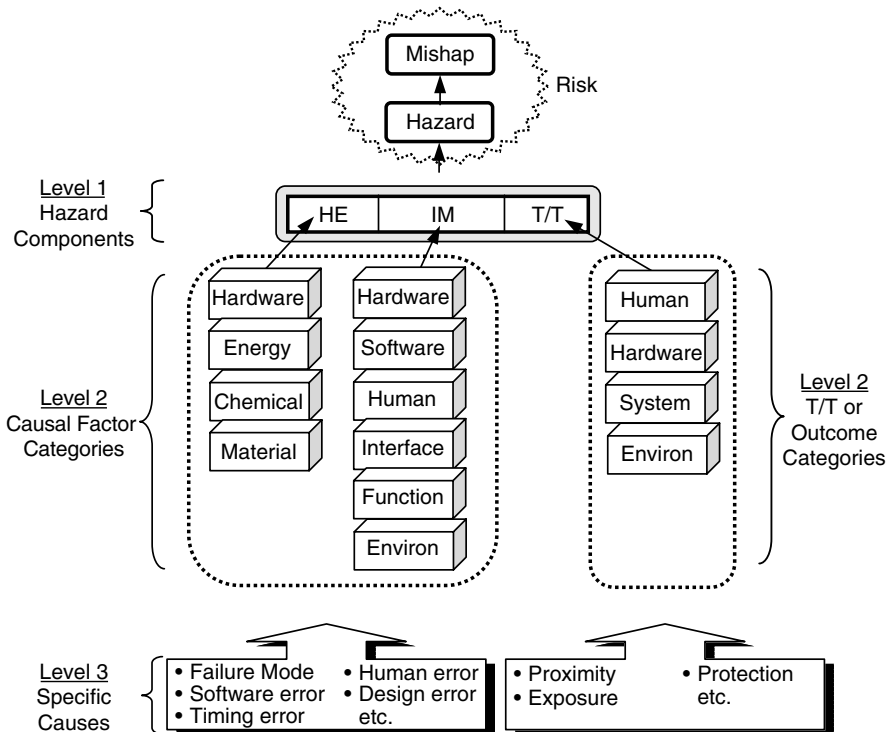 Mishap
Risk
Hazard
Level 1
Hazard
Components
HE
IM
T/T
Level 2
Causal Factor
Categories
Hardware
Energy
Chemical
Material
Hardware
Software
Human
Interface
Function
Environ
Human
Hardware
System
Environ
Level 2
T/T or
Outcome
Categories
Level 3
Specific
Causes
• Failure Mode
• Software error
• Timing error
• Human error
• Design error
etc.
• Proximity
• Exposure
• Protection
etc.